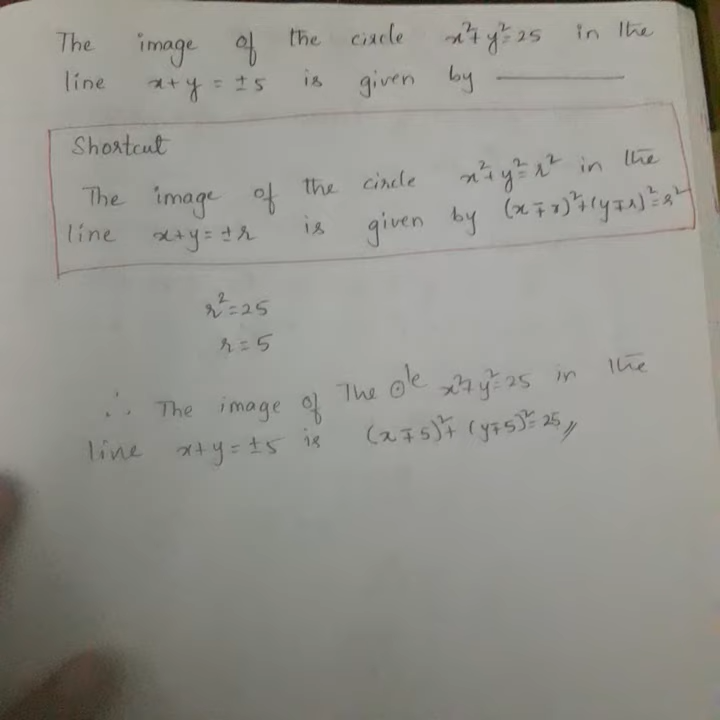 The image of the circle x²+y²=25 in the
line x+y = ±5 is given by ______
Shortcut
The image of the circle x²+y²=r² in the
line x+y=±r is given by (x∓r)²+(y∓r)²=r²
r²=25
r=5
∴ The image of The ⊙le x²+y²=25 in the
line x+y=±5 is (x∓5)²+(y∓5)²=25//